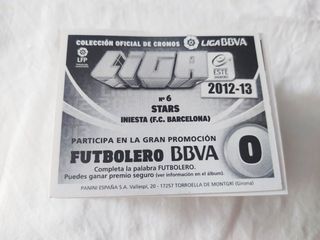 COLECCIÓN OFICIAL DE CROMOS LIGA BBVA
LFP
LIGA
ESTE
2012-13
Nº 6
STARS
INIESTA (F.C. BARCELONA)
PARTICIPA EN LA GRAN PROMOCIÓN
FUTBOLERO BBVA
O
Completa la palabra FUTBOLERO.
Puedes ganar premio seguro (ver información en el álbum).
PANINI ESPAÑA S.A. Vallespí, 20 - 17257 TORROELLA DE MONTGRÍ (Girona)